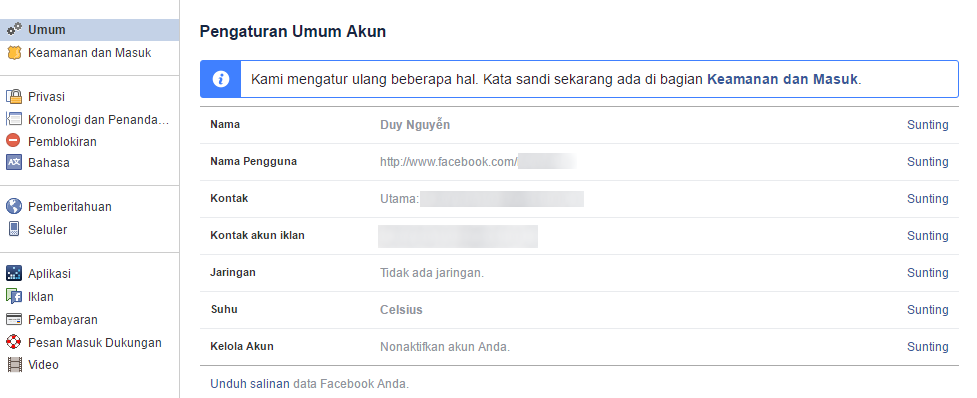 Umum
Keamanan dan Masuk
Privasi
Kronologi dan Penanda...
Pemblokiran
Bahasa
Pemberitahuan
Seluler
Aplikasi
Iklan
Pembayaran
Pesan Masuk Dukungan
Video
Pengaturan Umum Akun
Kami mengatur ulang beberapa hal. Kata sandi sekarang ada di bagian Keamanan dan Masuk.
Nama Duy Nguyễn Sunting
Nama Pengguna http://www.facebook.com/ Sunting
Kontak Utama: Sunting
Kontak akun iklan Sunting
Jaringan Tidak ada jaringan. Sunting
Suhu Celsius Sunting
Kelola Akun Nonaktifkan akun Anda. Sunting
Unduh salinan data Facebook Anda.